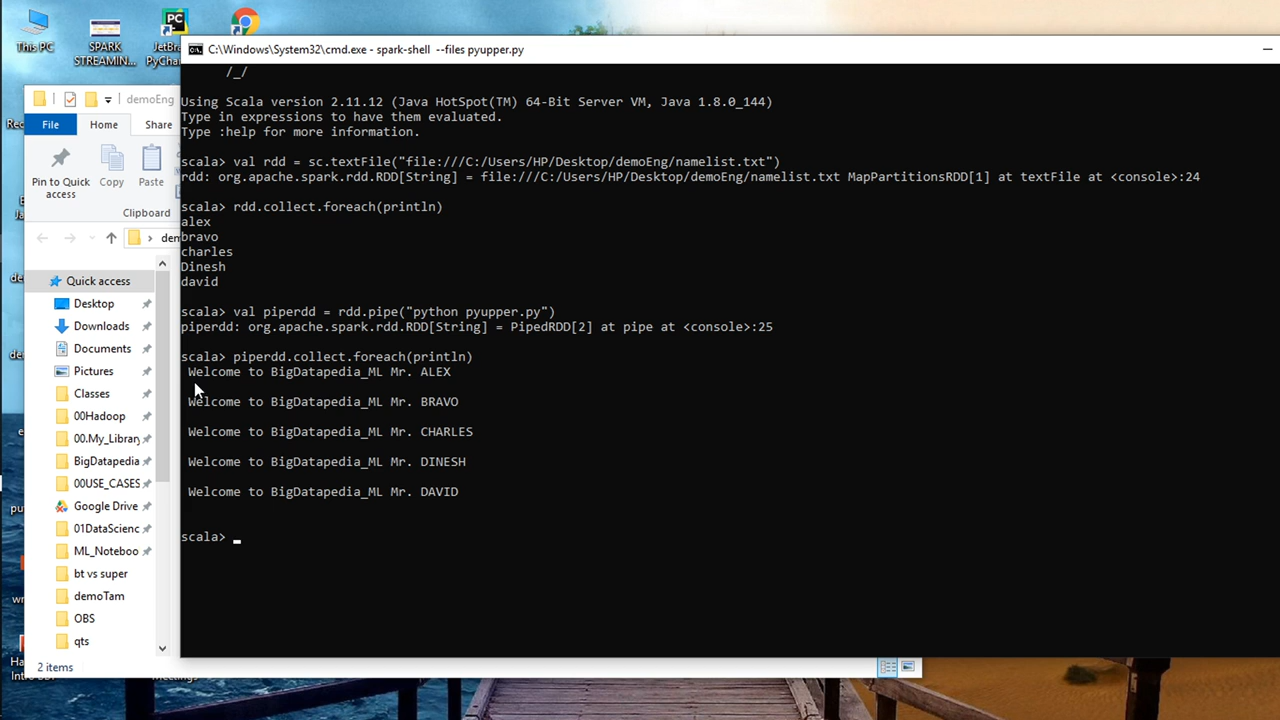 This PC
SPARK
STREAMIN...
JetBra
PyCha
C:\Windows\System32\cmd.exe - spark-shell --files pyupper.py
demoEng
File
Home
Share
Pin to Quick
access
Copy
Paste
Clipboard
Quick access
Desktop
Downloads
Documents
Pictures
Classes
00Hadoop
00.My_Library
BigDatapedia
00USE_CASES
Google Drive
01DataScienc
ML_Noteboo
bt vs super
demoTam
OBS
qts
2 items
/_/
Using Scala version 2.11.12 (Java HotSpot(TM) 64-Bit Server VM, Java 1.8.0_144)
Type in expressions to have them evaluated.
Type :help for more information.
scala> val rdd = sc.textFile("file:///C:/Users/HP/Desktop/demoEng/namelist.txt")
rdd: org.apache.spark.rdd.RDD[String] = file:///C:/Users/HP/Desktop/demoEng/namelist.txt MapPartitionsRDD[1] at textFile at <console>:24
scala> rdd.collect.foreach(println)
alex
bravo
charles
Dinesh
david
scala> val piperdd = rdd.pipe("python pyupper.py")
piperdd: org.apache.spark.rdd.RDD[String] = PipedRDD[2] at pipe at <console>:25
scala> piperdd.collect.foreach(println)
Welcome to BigDatapedia_ML Mr. ALEX
Welcome to BigDatapedia_ML Mr. BRAVO
Welcome to BigDatapedia_ML Mr. CHARLES
Welcome to BigDatapedia_ML Mr. DINESH
Welcome to BigDatapedia_ML Mr. DAVID
scala>